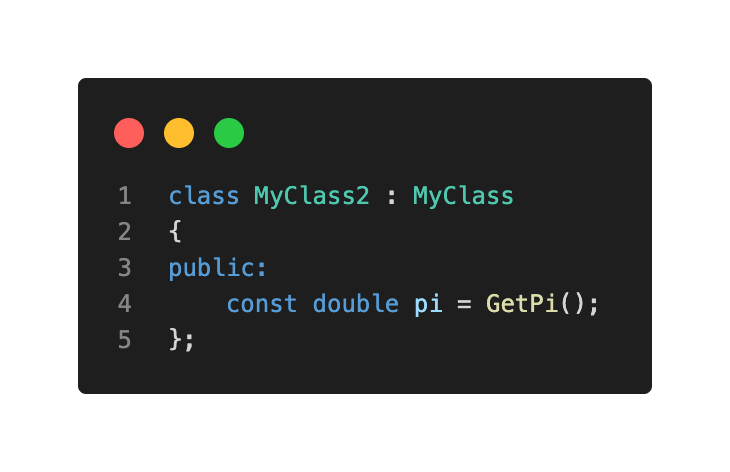 1 class MyClass2 : MyClass
2 {
3 public:
4     const double pi = GetPi();
5 };